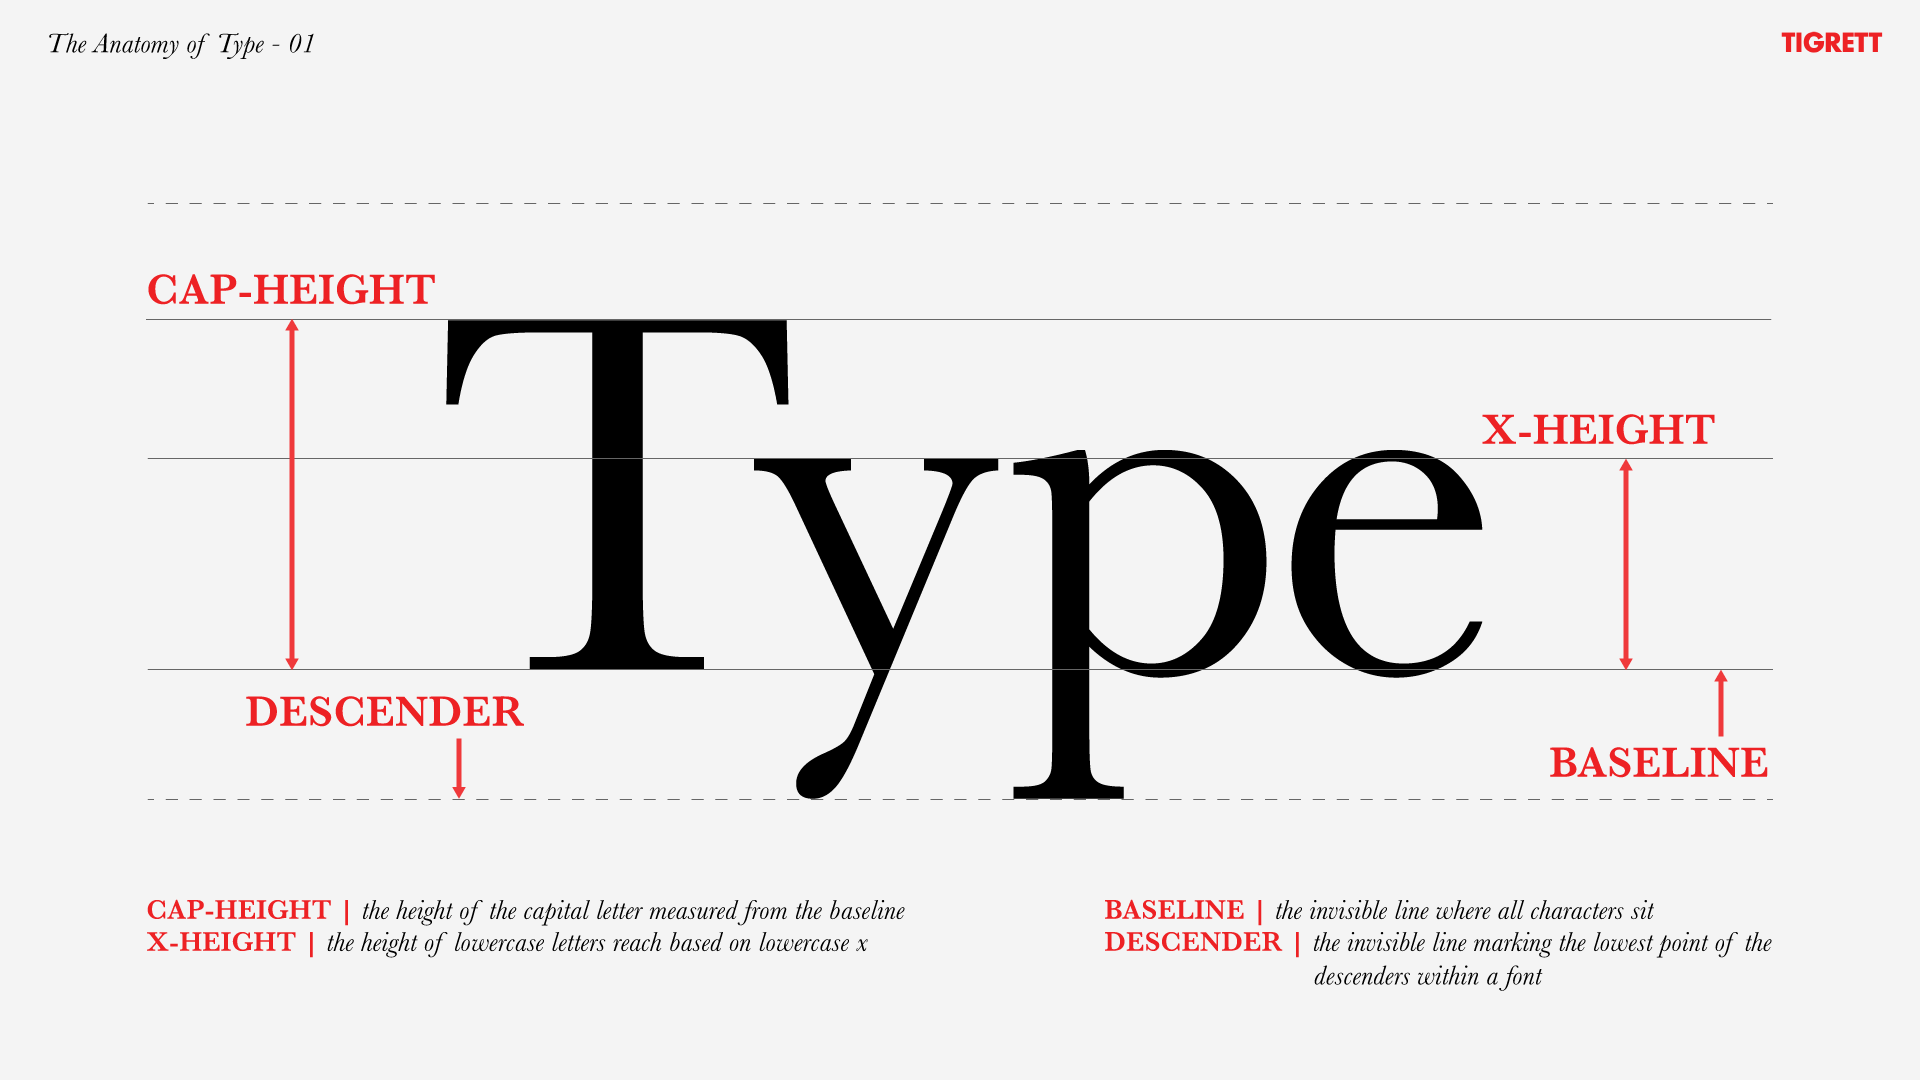 The Anatomy of Type - 01
TIGRETT
CAP-HEIGHT
Type
X-HEIGHT
DESCENDER
BASELINE
CAP-HEIGHT | the height of the capital letter measured from the baseline
X-HEIGHT | the height of lowercase letters reach based on lowercase x
BASELINE | the invisible line where all characters sit
DESCENDER | the invisible line marking the lowest point of the
descenders within a font